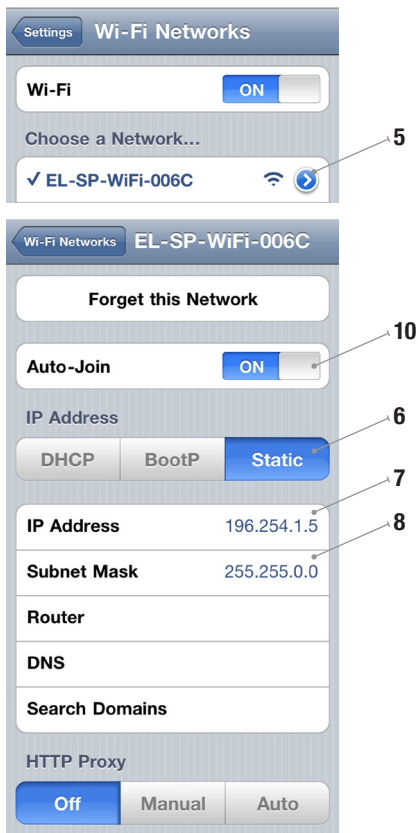 Settings Wi-Fi Networks
Wi-Fi ON
Choose a Network...
✓ EL-SP-WiFi-006C
5
Wi-Fi Networks EL-SP-WiFi-006C
Forget this Network
10
Auto-Join ON
IP Address
6
DHCP BootP Static
7
IP Address 196.254.1.5
8
Subnet Mask 255.255.0.0
Router
DNS
Search Domains
HTTP Proxy
Off Manual Auto